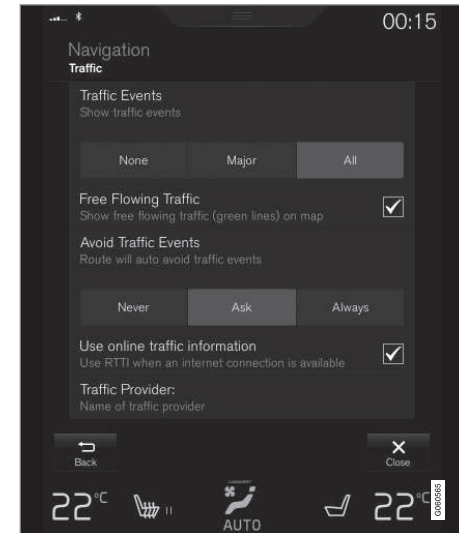 00:15
Navigation
Traffic
Traffic Events
Show traffic events
None Major All
Free Flowing Traffic
Show free flowing traffic (green lines) on map
Avoid Traffic Events
Route will auto avoid traffic events
Never Ask Always
Use online traffic
information
Use RTTI when an internet connection is available
Traffic Provider:
Name of traffic provider
Back Close
22°C AUTO 22°C
G060565